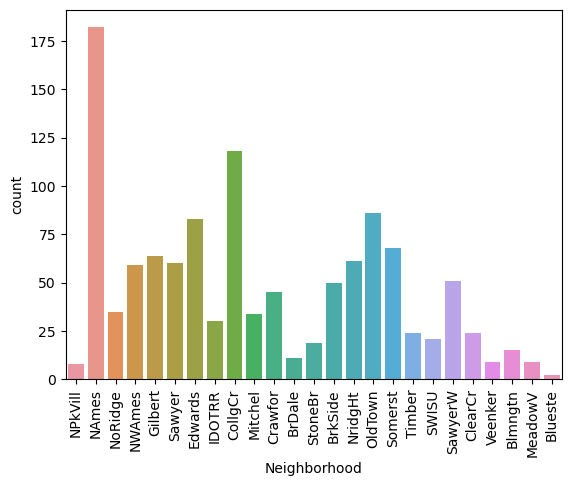 175
150
125
100
75
50
25
0
count
NPkVill
NAmes
NoRidge
NWAmes
Gilbert
Sawyer
Edwards
IDOTRR
CollgCr
Mitchel
Crawfor
BrDale
StoneBr
BrkSide
NridgHt
OldTown
Somerst
Timber
SWISU
SawyerW
ClearCr
Veenker
Blmngtn
MeadowV
Blueste
Neighborhood